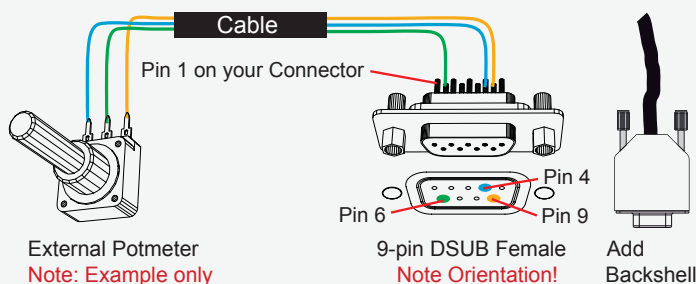 Cable
Pin 1 on your Connector
Pin 4
Pin 6
Pin 9
External Potmeter
Note: Example only
9-pin DSUB Female
Note Orientation!
Add
Backshell